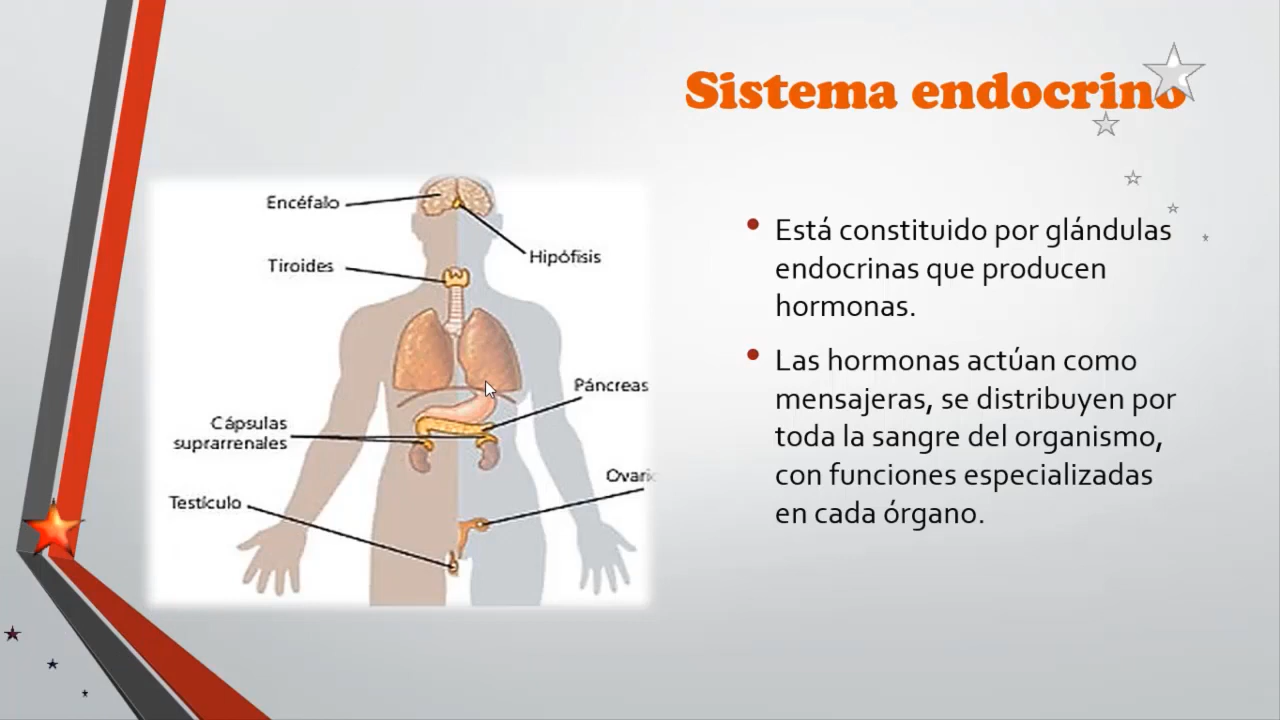 Sistema endocrino
Encéfalo
Hipófisis
Tiroides
Páncreas
Cápsulas
suprarrenales
Ovari
Testículo
• Está constituido por glándulas
endocrinas que producen
hormonas.
• Las hormonas actúan como
mensajeras, se distribuyen por
toda la sangre del organismo,
con funciones especializadas
en cada órgano.